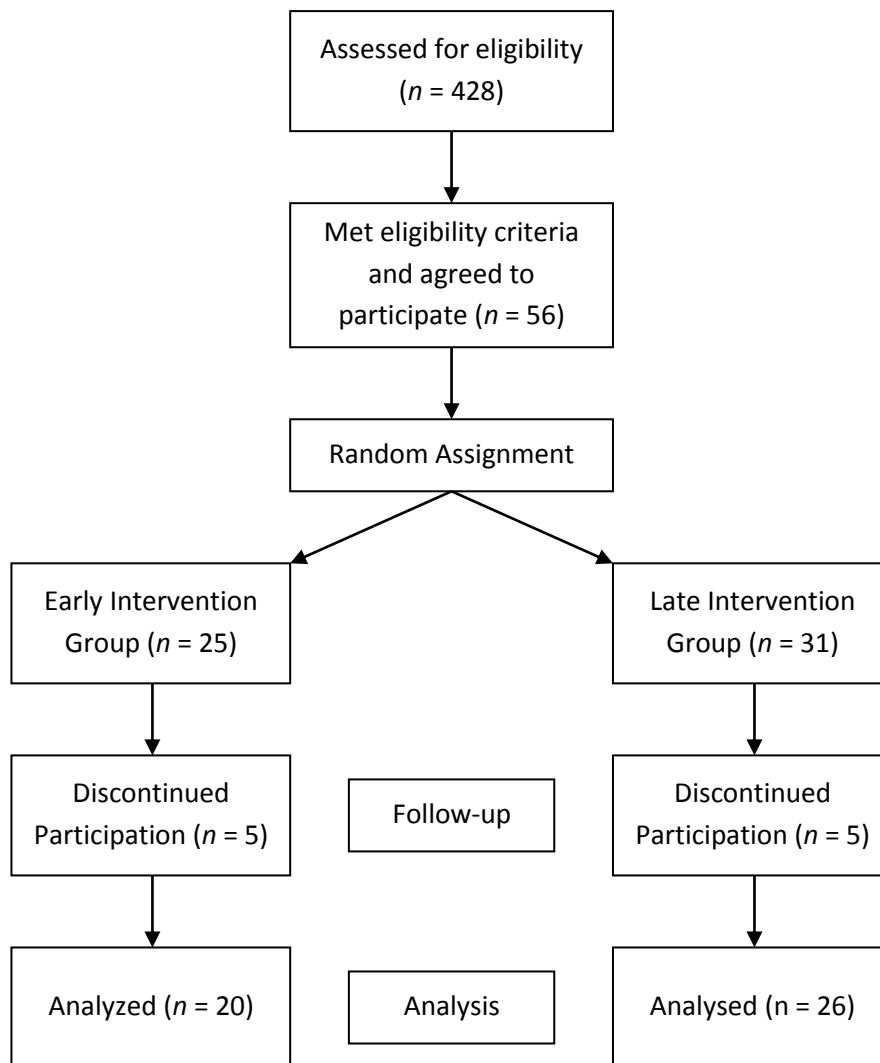 Assessed for eligibility
(n = 428)
Met eligibility criteria
and agreed to
participate (n = 56)
Random Assignment
Early Intervention
Group (n = 25)
Late Intervention
Group (n = 31)
Discontinued
Participation (n = 5)
Follow-up
Discontinued
Participation (n = 5)
Analyzed (n = 20)
Analysis
Analysed (n = 26)